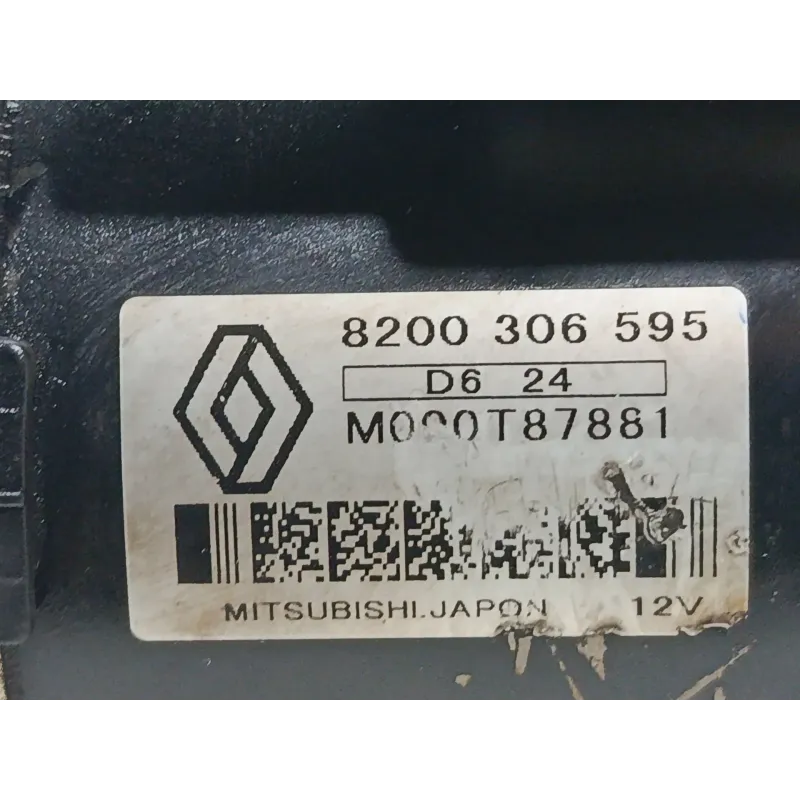 8200 306 595
D6 24
M000T87881
MITSUBISHI.JAPON 12V